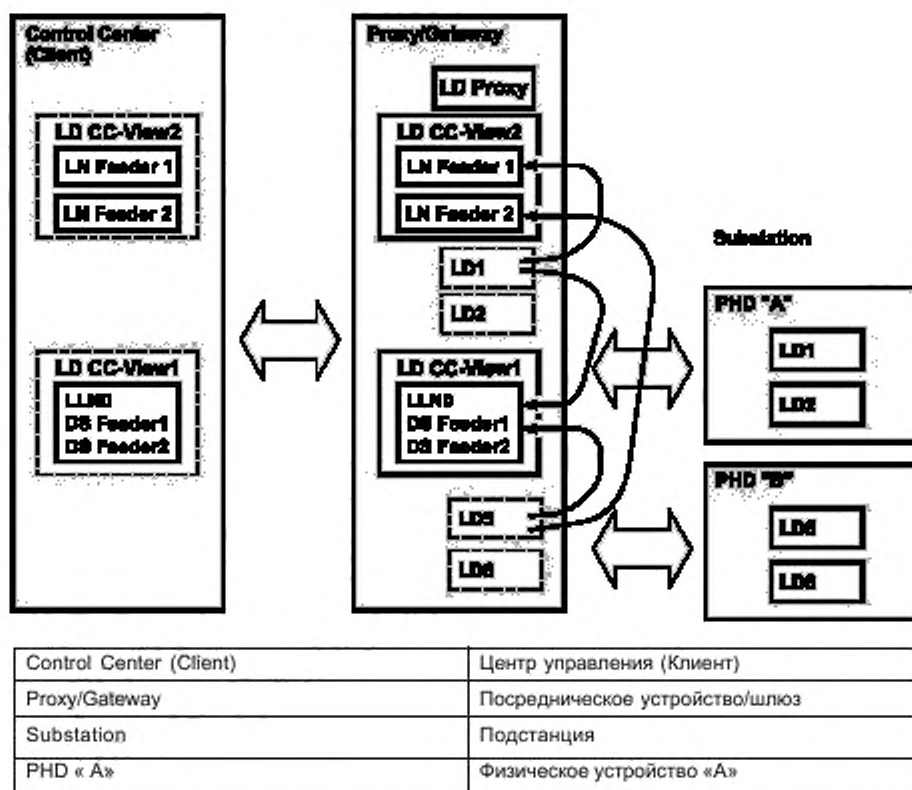 Control Center
(Client)
LD CC-View2
LN Feeder 1
LN Feeder 2
LD CC-View1
LLN0
DS Feeder1
DS Feeder2
Proxy/Gateway
LD Proxy
LD CC-View2
LN Feeder 1
LN Feeder 2
LD1
LD2
LD CC-View1
LLN0
DS Feeder1
DS Feeder2
LD5
LD6
Substation
PHD "A"
LD1
LD2
PHD "B"
LD6
Control Center (Client)
Центр управления (Клиент)
Proxy/Gateway
Посредническое устройство/шлюз
Substation
Подстанция
PHD « A»
Физическое устройство «А»